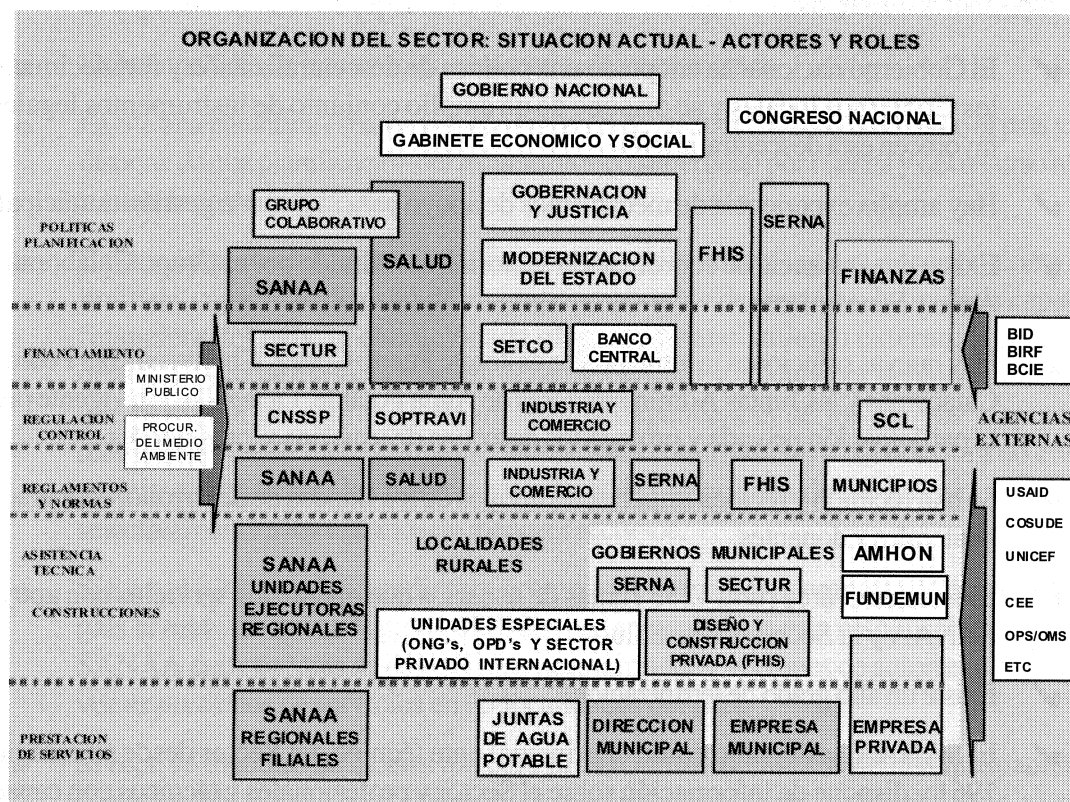 ORGANIZACION DEL SECTOR: SITUACION ACTUAL - ACTORES Y ROLES
GOBIERNO NACIONAL
CONGRESO NACIONAL
GABINETE ECONOMICO Y SOCIAL
POLITICAS
PLANIFICACION
GRUPO
COLABORATIVO
SANAA
SALUD
GOBERNACION
Y JUSTICIA
MODERNIZACION
DEL ESTADO
FHIS
SERNA
FINANZAS
FINANCIAMIENTO
SECTUR
SETCO
BANCO
CENTRAL
BID
BIRF
BCIE
MINISTERIO
PUBLICO
PROCUR.
DEL MEDIO
AMBIENTE
REGULACION
CONTROL
CNSSP
SOPTRAVI
INDUSTRIA Y
COMERCIO
SCL
AGENCIAS
EXTERNAS
REGLAMENTOS
Y NORMAS
SANAA
SALUD
INDUSTRIA Y
COMERCIO
SERNA
FHIS
MUNICIPIOS
USAID
COSUDE
UNICEF
CEE
OPS/OMS
ETC
ASISTENCIA
TECNICA
CONSTRUCCIONES
SANAA
UNIDADES
EJECUTORAS
REGIONALES
LOCALIDADES
RURALES
GOBIERNOS MUNICIPALES
SERNA
SECTUR
AMHON
FUNDEMUN
UNIDADES ESPECIALES
(ONG's, OPD's Y SECTOR
PRIVADO INTERNACIONAL)
DISEÑO Y
CONSTRUCCION
PRIVADA (FHIS)
PRESTACION
DE SERVICIOS
SANAA
REGIONALES
FILIALES
JUNTAS
DE AGUA
POTABLE
DIRECCION
MUNICIPAL
EMPRESA
MUNICIPAL
EMPRESA
PRIVADA